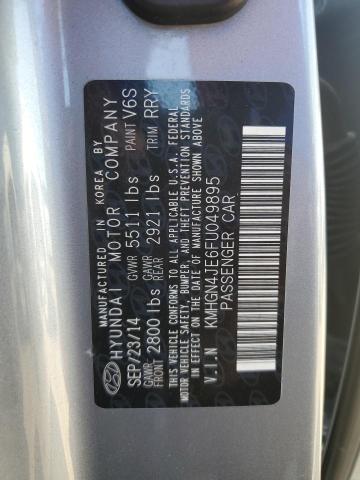 MANUFACTURED IN KOREA BY
HYUNDAI MOTOR COMPANY
SEP/23/14 GVWR 5511 lbs PAINT V6S
GAWR FRONT 2800 lbs GAWR REAR 2921 lbs TRIM RRY
THIS VEHICLE CONFORMS TO ALL APPLICABLE U.S.A. FEDERAL
MOTOR VEHICLE SAFETY, BUMPER, AND THEFT PREVENTION STANDARDS
IN EFFECT ON THE DATE OF MANUFACTURE SHOWN ABOVE.
V.I.N KMHGN4JE6FU049895
PASSENGER CAR